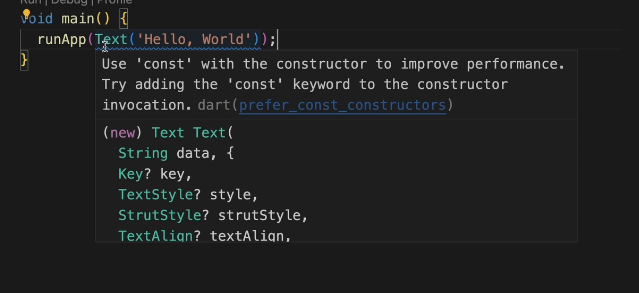 Run | Debug | Profile
void main() {
runApp(Text('Hello, World'));
}
Use 'const' with the constructor to improve performance.
Try adding the 'const' keyword to the constructor
invocation. dart(prefer_const_constructors)
(new) Text Text(
String data, {
Key? key,
TextStyle? style,
StrutStyle? strutStyle,
TextAlign? textAlign,